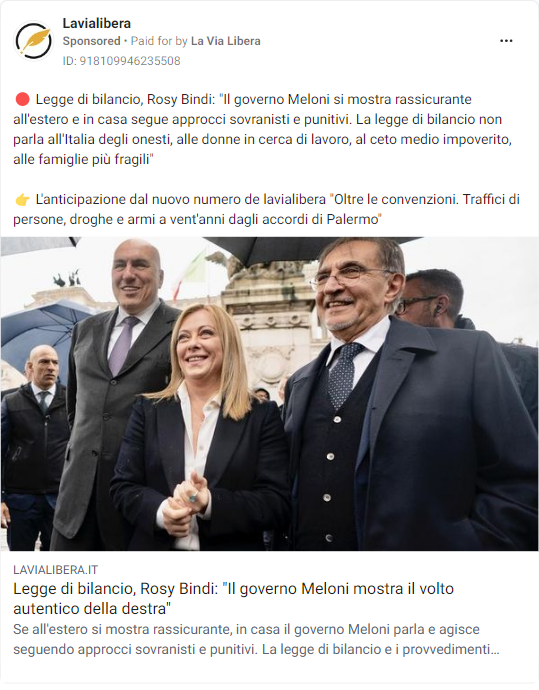 Lavialibera
Sponsored • Paid for by La Via Libera
ID: 918109946235508
🔴 Legge di bilancio, Rosy Bindi: "Il governo Meloni si mostra rassicurante
all'estero e in casa segue approcci sovranisti e punitivi. La legge di bilancio non
parla all'Italia degli onesti, alle donne in cerca di lavoro, al ceto medio impoverito,
alle famiglie più fragili"
👉 L'anticipazione dal nuovo numero de lavialibera "Oltre le convenzioni. Traffici di
persone, droghe e armi a vent'anni dagli accordi di Palermo"
LAVIALIBERA.IT
Legge di bilancio, Rosy Bindi: "Il governo Meloni mostra il volto
autentico della destra"
Se all'estero si mostra rassicurante, in casa il governo Meloni parla e agisce
seguendo approcci sovranisti e punitivi. La legge di bilancio e i provvedimenti...